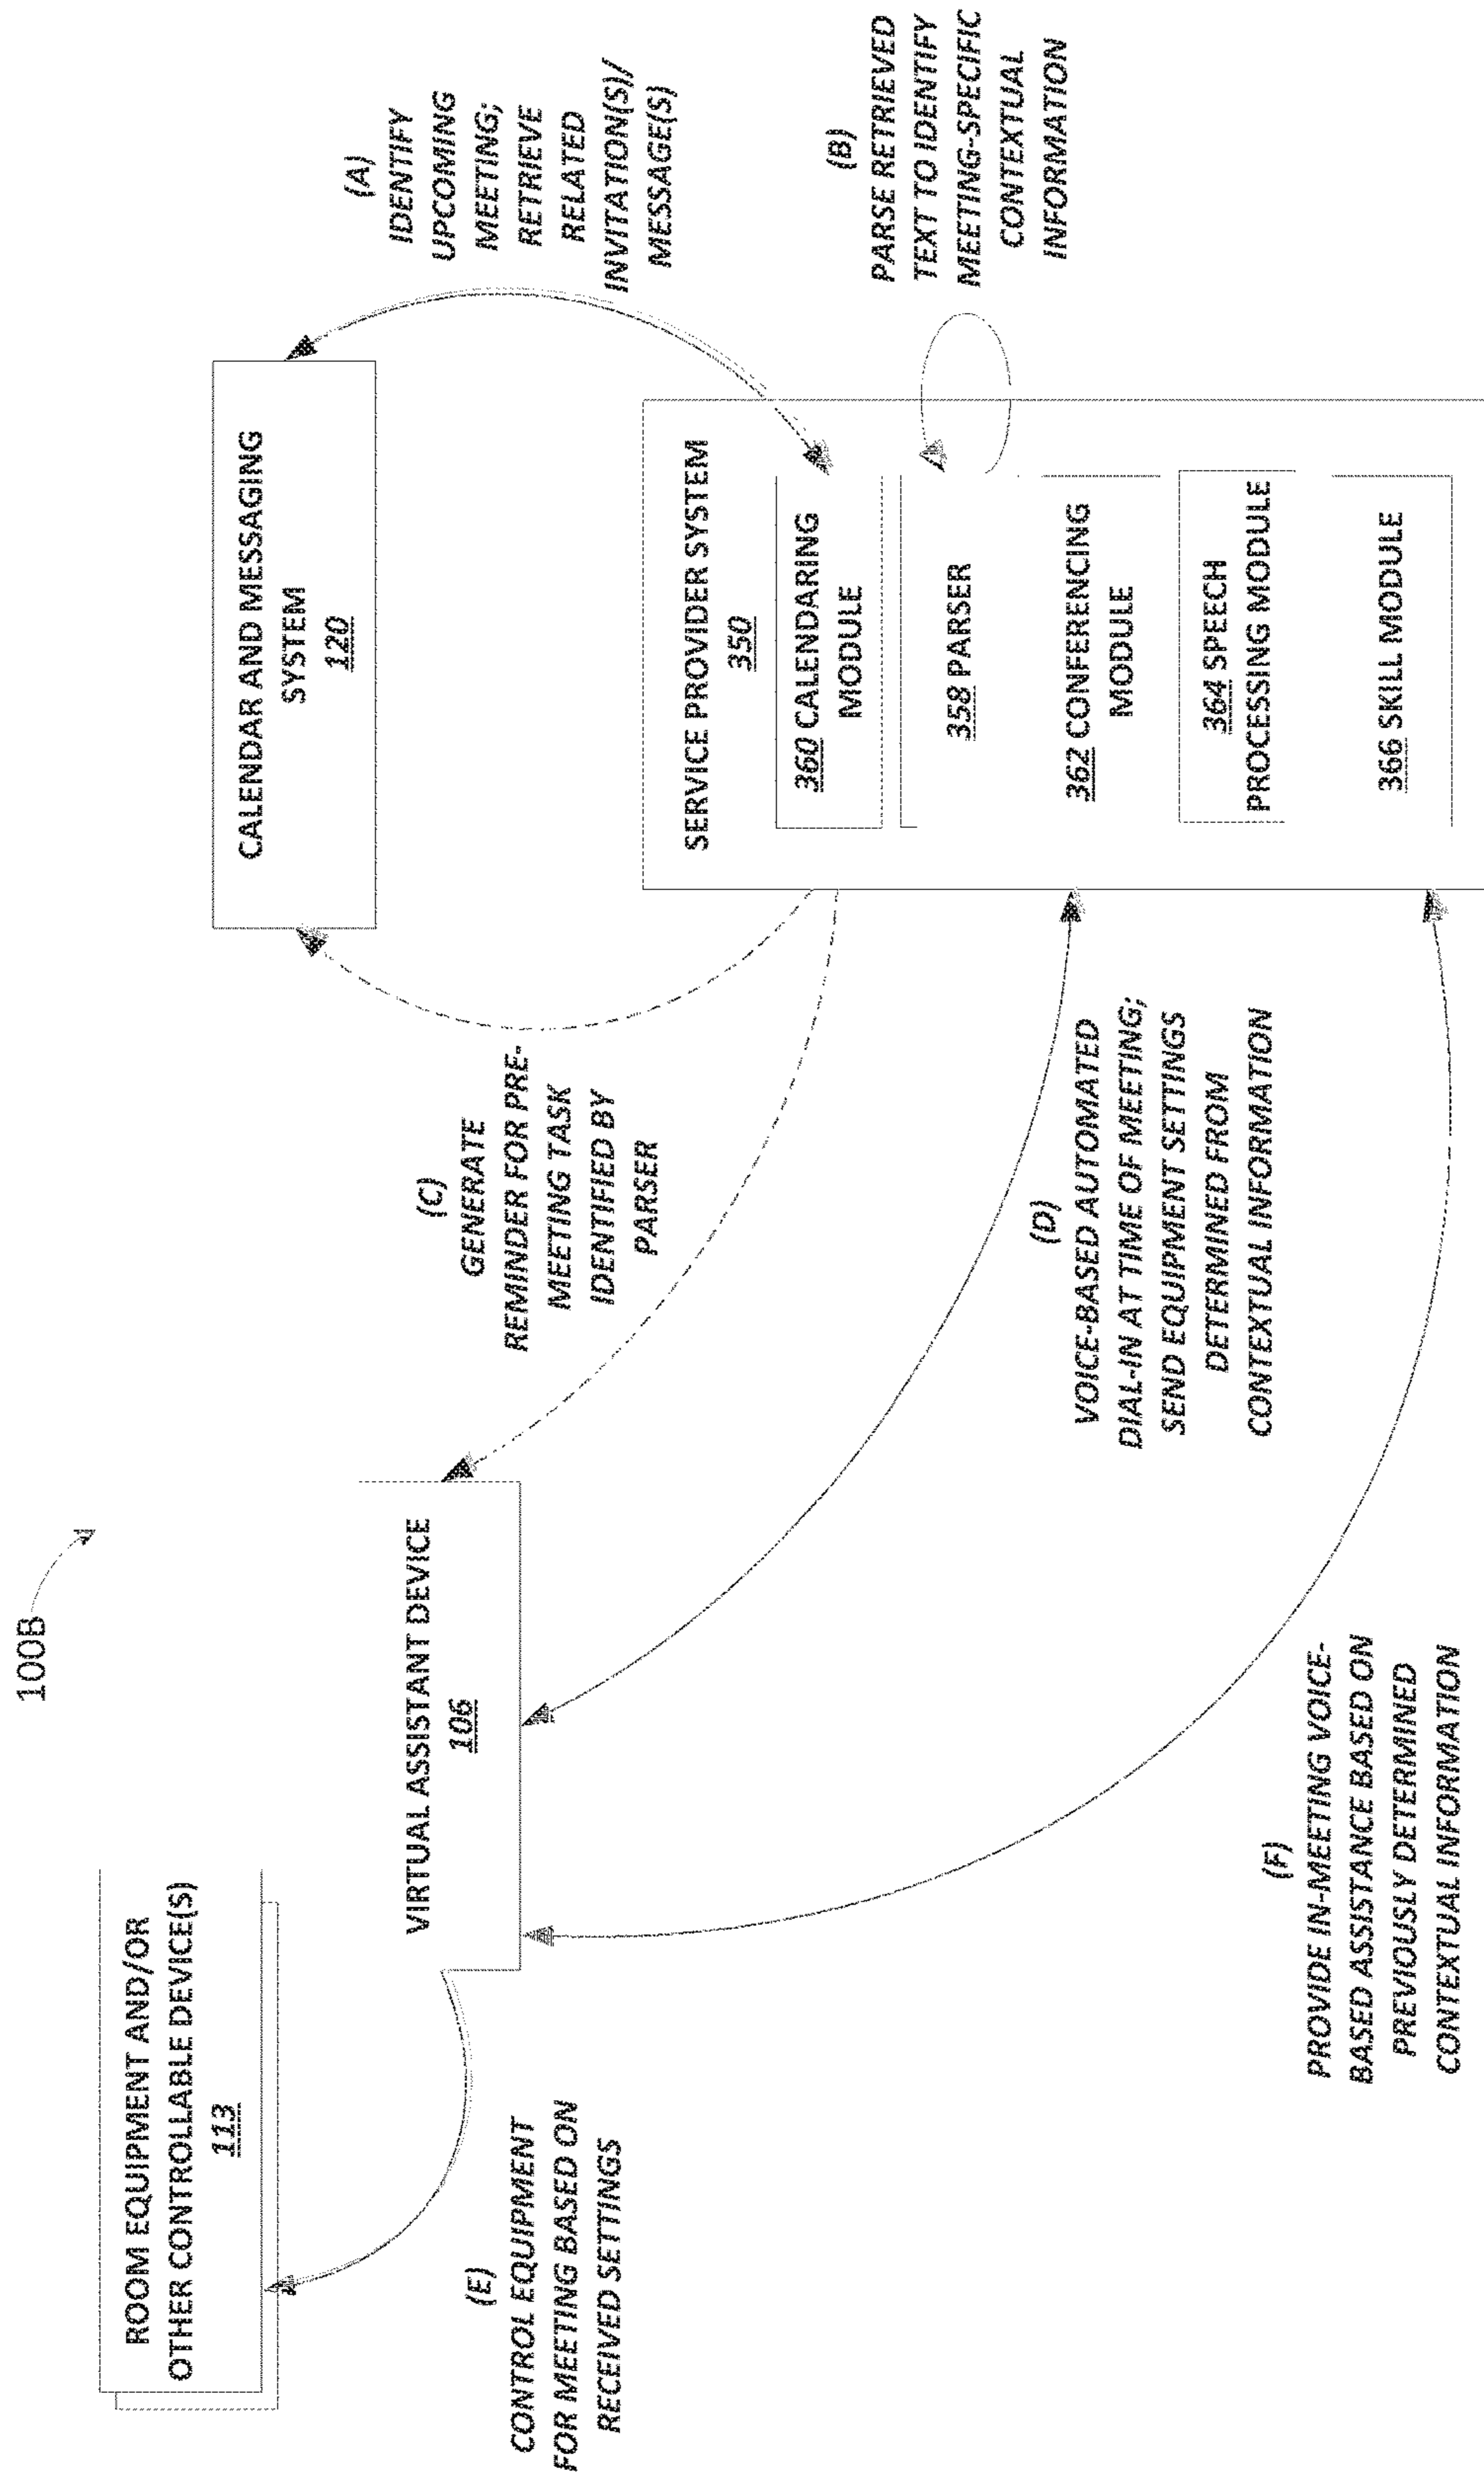 100B
ROOM EQUIPMENT AND/OR
OTHER CONTROLLABLE DEVICE(S)
113
VIRTUAL ASSISTANT DEVICE
106
CALENDAR AND MESSAGING
SYSTEM
120
(A)
IDENTIFY
UPCOMING
MEETING;
RETRIEVE
RELATED
INVITATION(S)/
MESSAGE(S)
(E)
CONTROL EQUIPMENT
FOR MEETING BASED ON
RECEIVED SETTINGS
(C)
GENERATE
REMINDER FOR PRE-
MEETING TASK
IDENTIFIED BY
PARSER
SERVICE PROVIDER SYSTEM
350
360 CALENDARING
MODULE
358 PARSER
362 CONFERENCING
MODULE
364 SPEECH
PROCESSING MODULE
366 SKILL MODULE
(B)
PARSE RETRIEVED
TEXT TO IDENTIFY
MEETING-SPECIFIC
CONTEXTUAL
INFORMATION
(D)
VOICE-BASED AUTOMATED
DIAL-IN AT TIME OF MEETING;
SEND EQUIPMENT SETTINGS
DETERMINED FROM
CONTEXTUAL INFORMATION
(F)
PROVIDE IN-MEETING VOICE-
BASED ASSISTANCE BASED ON
PREVIOUSLY DETERMINED
CONTEXTUAL INFORMATION